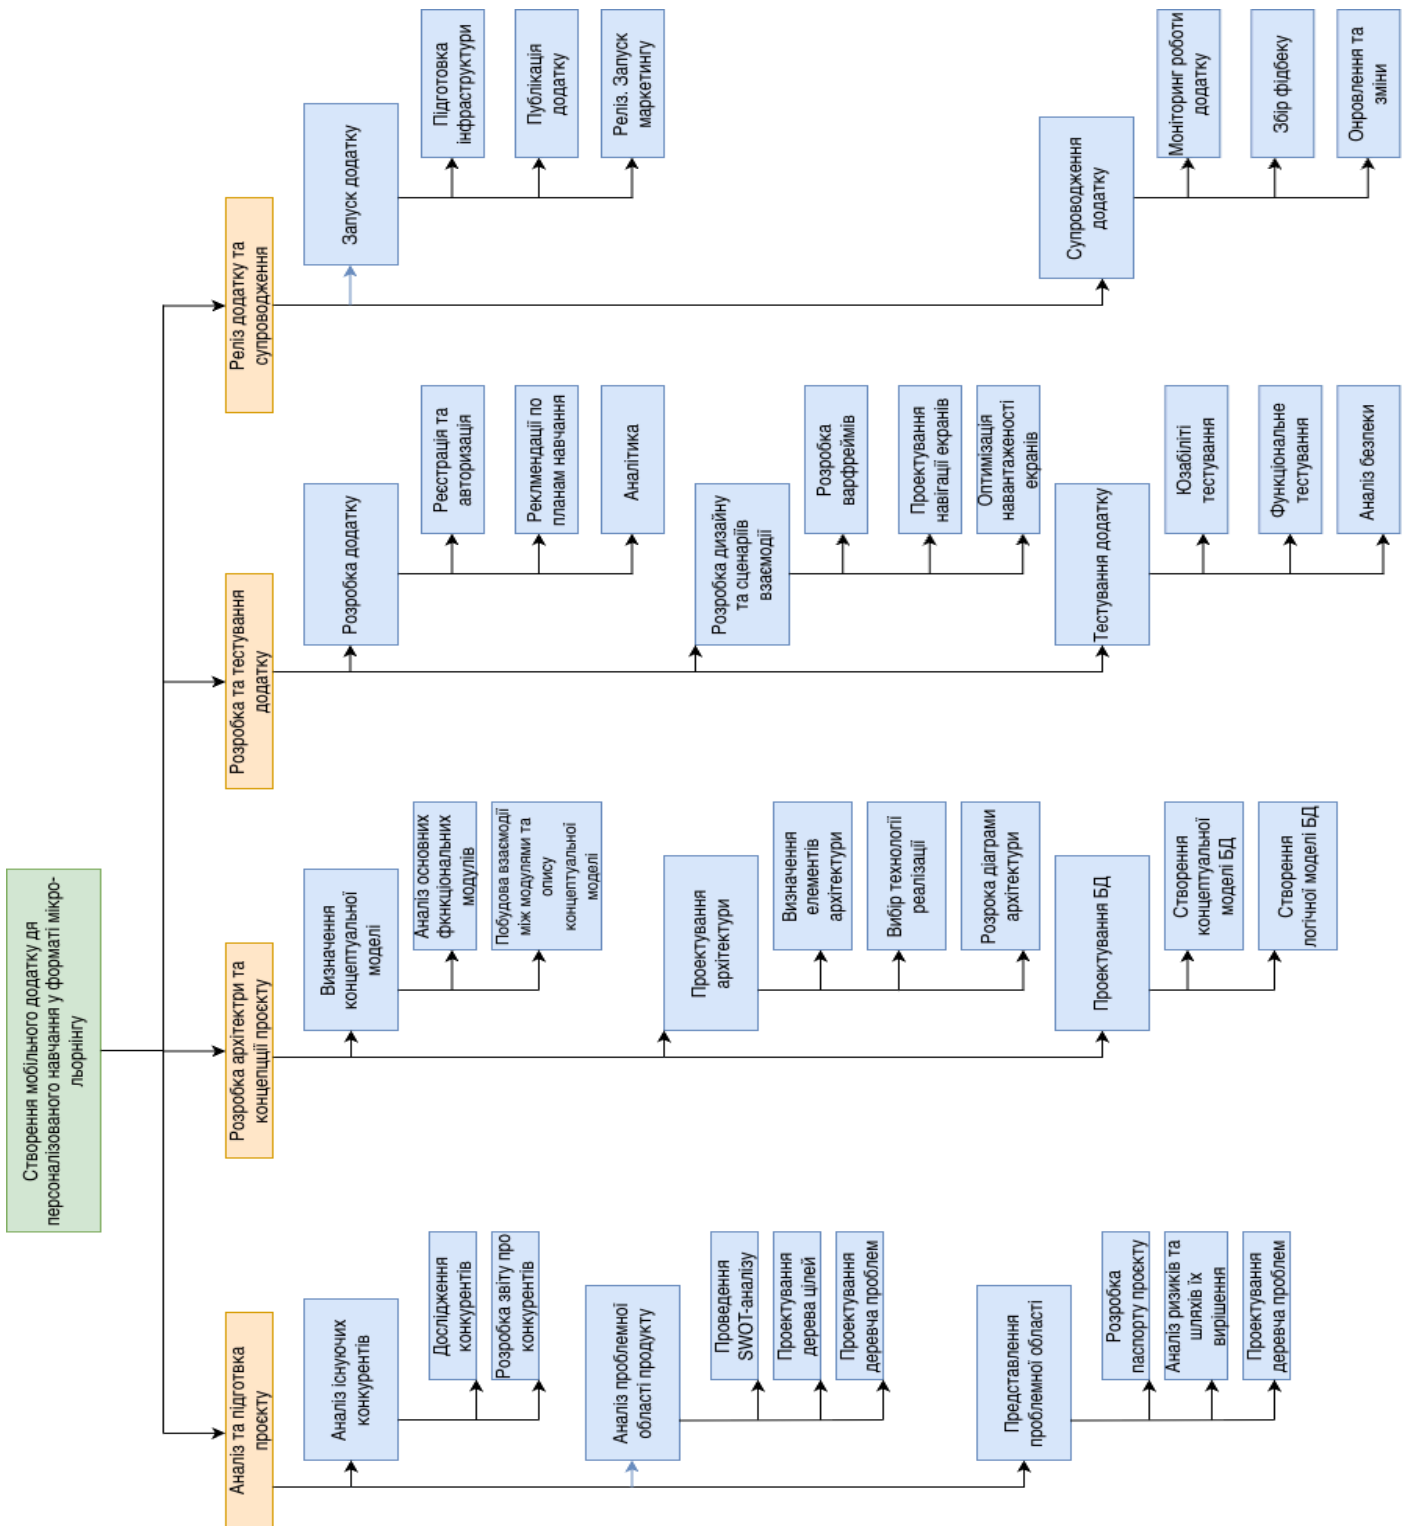 Створення мобільного додатку дя
персоналізованого навчання у форматі мікро-
льорнінгу
Аналіз та підготвка
проєкту
Аналіз існуючих
конкурентів
Дослідження
конкурентів
Розробка звіту про
конкурентів
Аналіз проблемної
області продукту
Проведення
SWOT-аналізу
Проектування
дерева цілей
Проектування
деревча проблем
Представлення
проблемної області
Розробка
паспорту проєкту
Аналіз ризиків та
шляхів їх
вирішення
Проектування
деревча проблем
Розробка архітектри та
концепції проєкту
Визначення
концептуальної
моделі
Аналіз основних
фкнкціональних
модулів
Побудова взаємодії
між модулями та
опису
концептуальної
моделі
Проектування
архітектури
Визначення
елементів
архітектури
Вибір технології
реалізації
Розрока діаграми
архітектури
Проектування БД
Створення
концептуальної
моделі БД
Створення
логічної моделі БД
Розробка та тестування
додатку
Розробка додатку
Реєстрація та
авторизація
Реклмендації по
планам навчання
Аналітика
Розробка дизайну
та сценаріїв
взаємодії
Розробка
варфреймів
Проектування
навігації екранів
Оптимізація
навантаженості
екранів
Тестування додатку
Юзабіліті
тестування
Функціональне
тестування
Аналіз безпеки
Реліз додатку та
супроводження
Запуск додатку
Підготовка
інфраструктури
Публікація
додатку
Реліз. Запуск
маркетингу
Супроводження
додатку
Моніторинг роботи
додатку
Збір фідбеку
Онровлення та
зміни